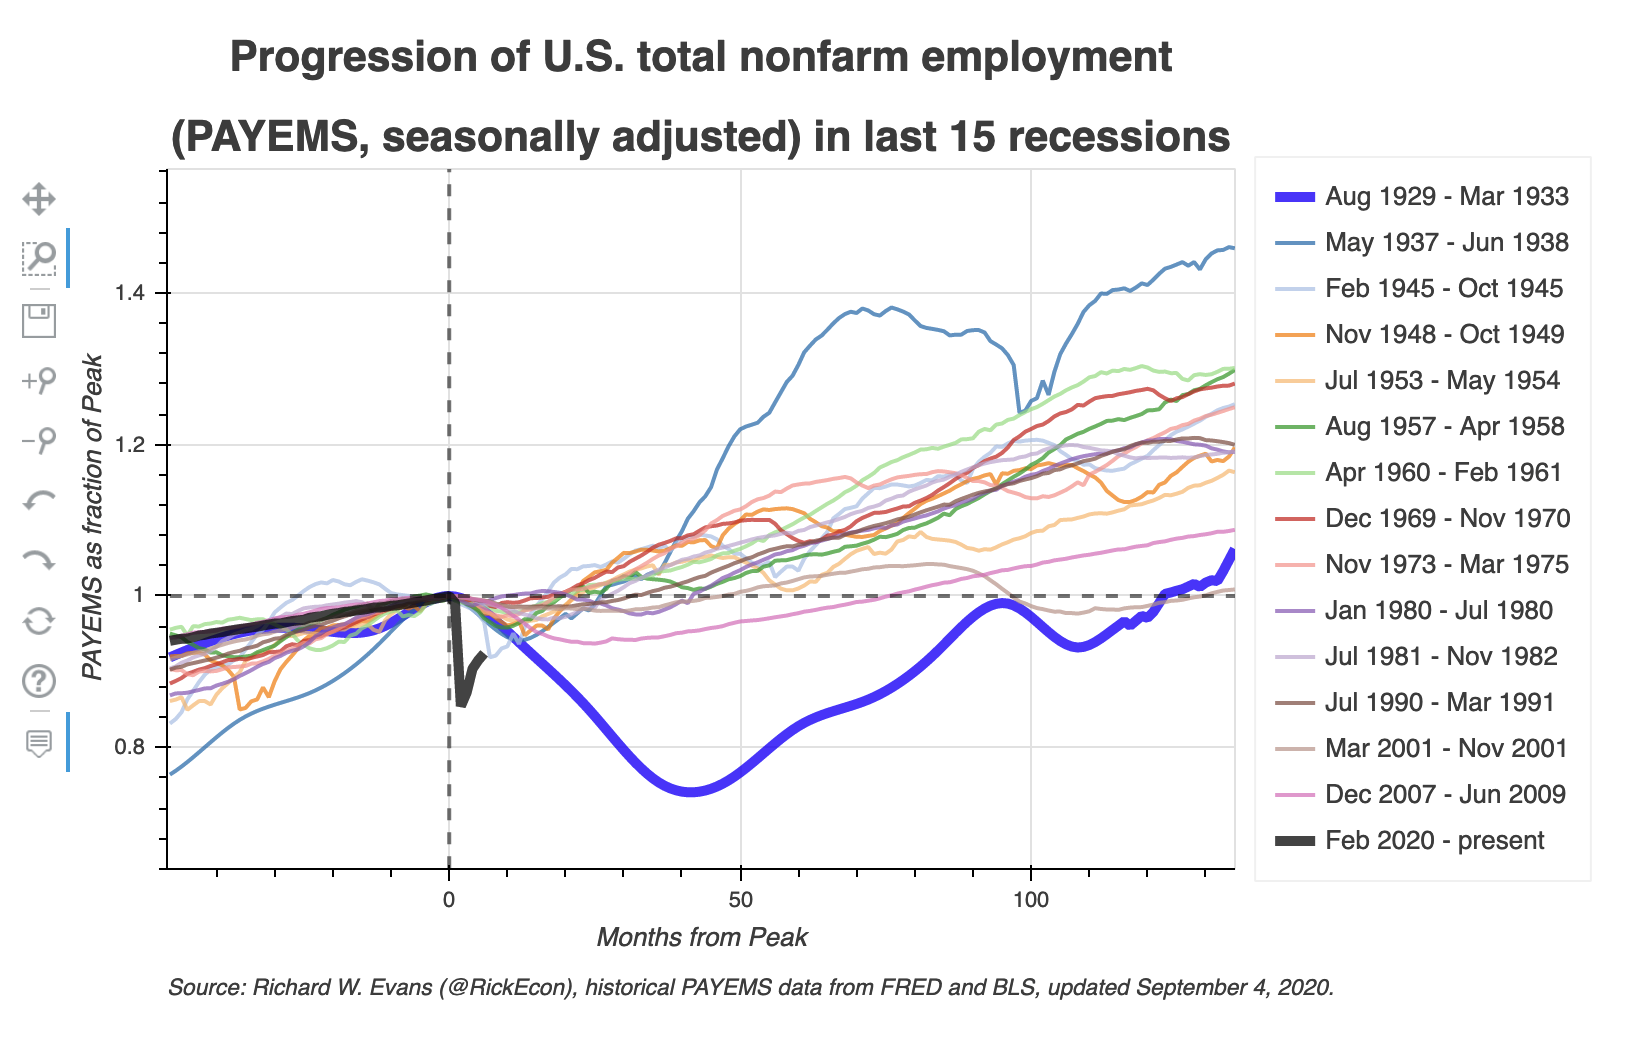 Progression of U.S. total nonfarm employment
(PAYEMS, seasonally adjusted) in last 15 recessions
PAYEMS as fraction of Peak
1.4
1.2
1
0.8
0
50
100
Months from Peak
Aug 1929 - Mar 1933
May 1937 - Jun 1938
Feb 1945 - Oct 1945
Nov 1948 - Oct 1949
Jul 1953 - May 1954
Aug 1957 - Apr 1958
Apr 1960 - Feb 1961
Dec 1969 - Nov 1970
Nov 1973 - Mar 1975
Jan 1980 - Jul 1980
Jul 1981 - Nov 1982
Jul 1990 - Mar 1991
Mar 2001 - Nov 2001
Dec 2007 - Jun 2009
Feb 2020 - present
Source: Richard W. Evans (@RickEcon), historical PAYEMS data from FRED and BLS, updated September 4, 2020.